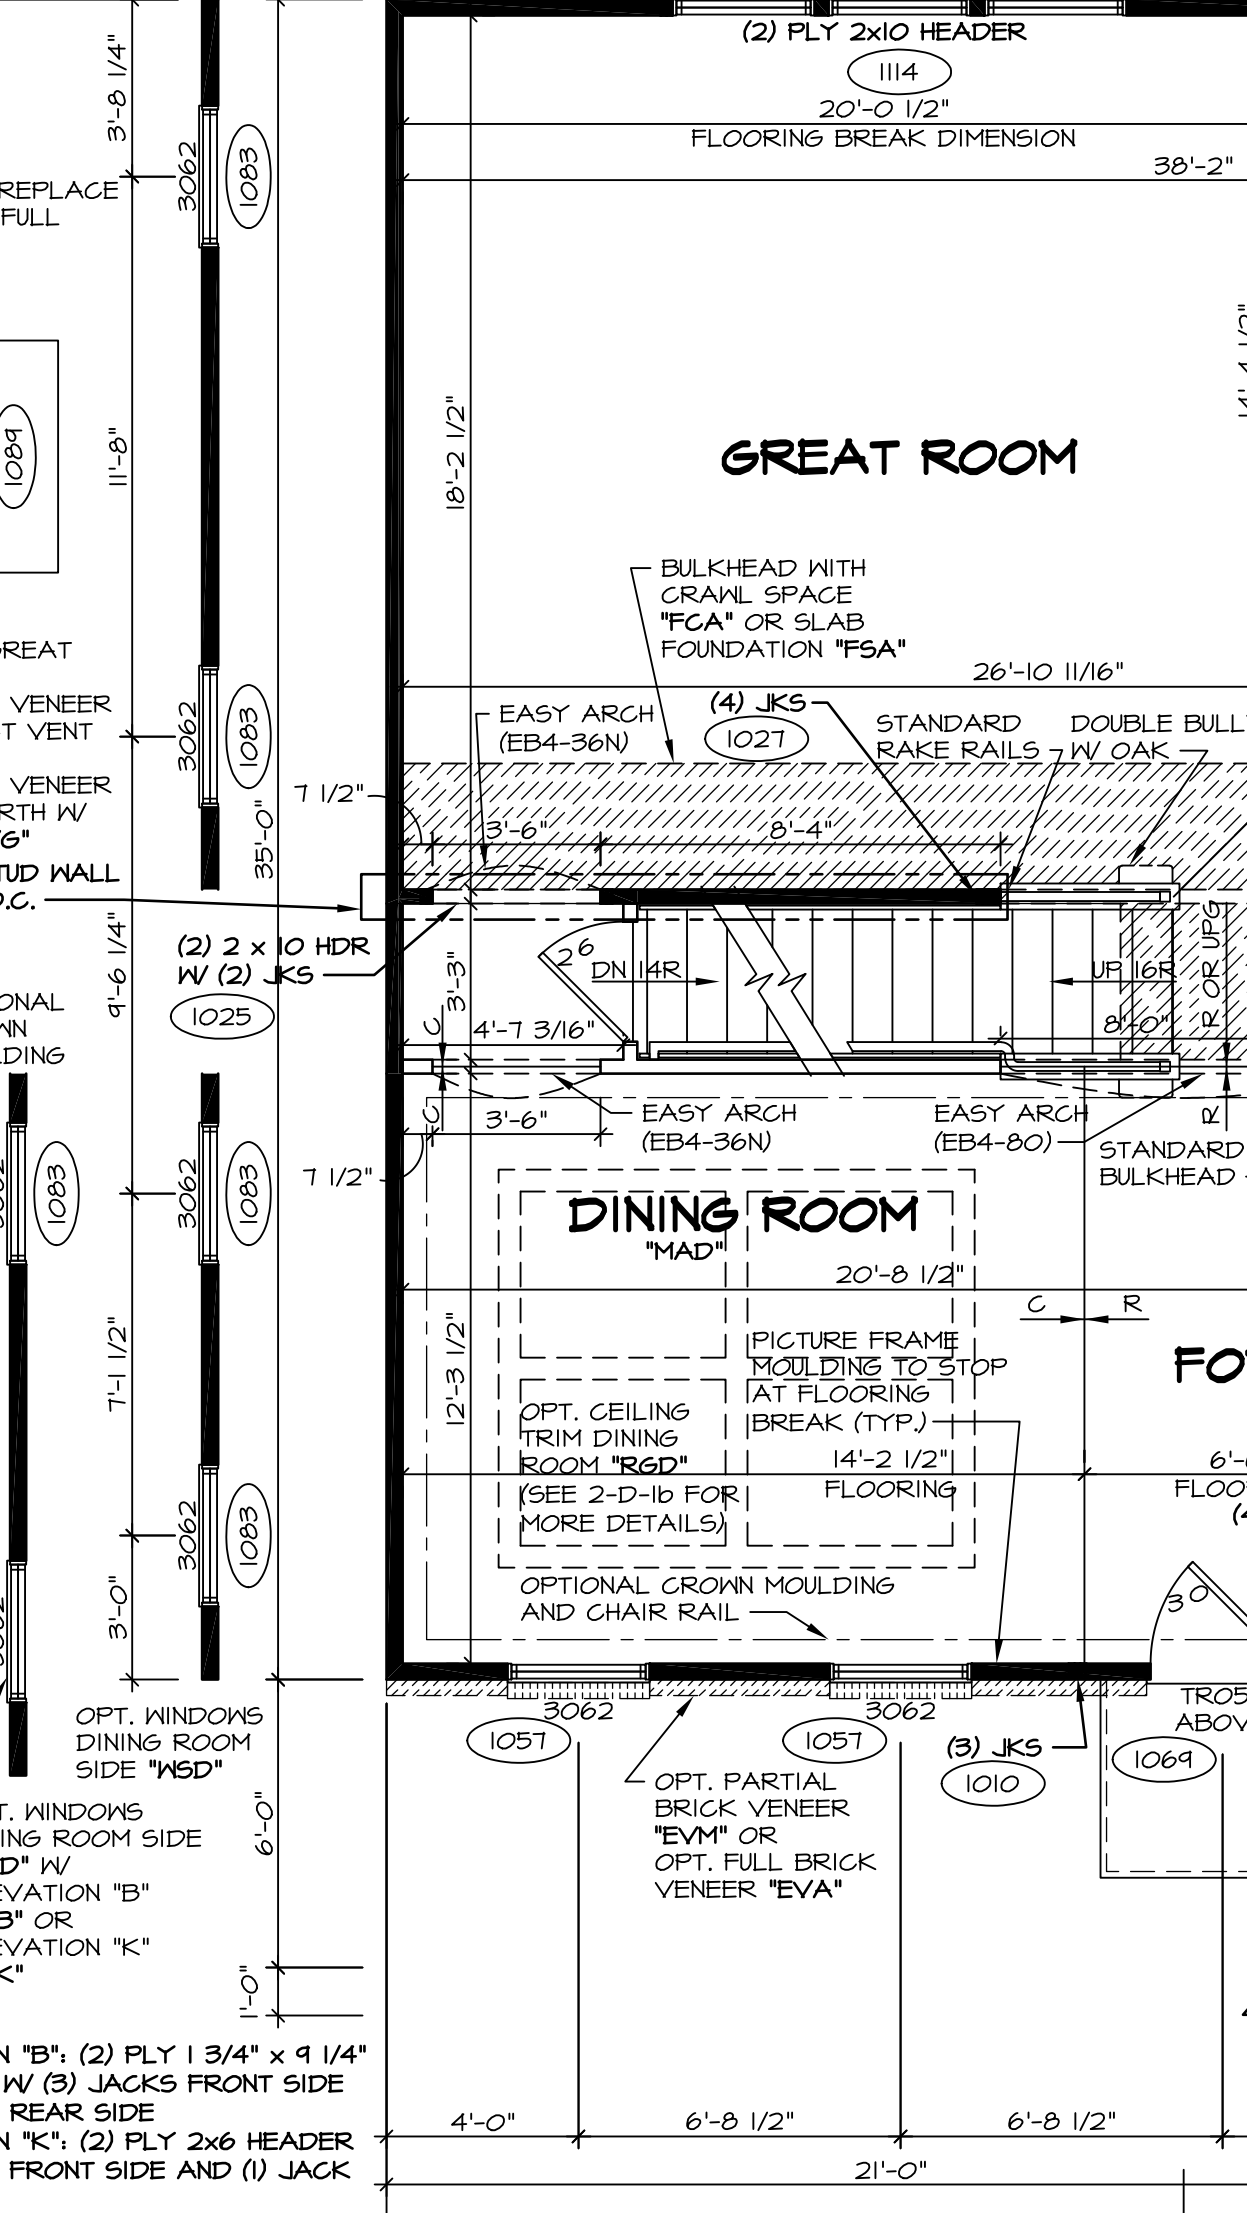 (2) PLY 2x10 HEADER
1114
20'-0 1/2"
FLOORING BREAK DIMENSION
38'-2"
3'-8 1/4"
3062
1083
REPLACE
FULL
1089
11'-8"
18'-2 1/2"
GREAT ROOM
BULKHEAD WITH
CRAWL SPACE
"FCA" OR SLAB
FOUNDATION "FSA"
GREAT
26'-10 11/16"
VENEER
VENT
3062
1083
EASY ARCH
(EB4-36N)
(4) JKS
1027
STANDARD
RAKE RAILS
DOUBLE BULL
W/ OAK
VENEER
W/
7 1/2"
3'-6"
8'-4"
35'-0"
STUD WALL
O.C.
(2) 2 x 10 HDR
W/ (2) JKS
1025
9'-6 1/4"
2 6
DN 14R
UP 16R
R OR UPG
3'-3"
C
4'-7 3/16"
8'-0"
C
3'-6"
R
EASY ARCH
(EB4-36N)
EASY ARCH
(EB4-80)
STANDARD
BULKHEAD
7 1/2"
1083
3062
1083
DINING ROOM
"MAD"
20'-8 1/2"
C
R
7'-1 1/2"
12'-3 1/2"
PICTURE FRAME
MOULDING TO STOP
AT FLOORING
BREAK (TYP.)
OPT. CEILING
TRIM DINING
ROOM "RGD"
(SEE 2-D-1b FOR
MORE DETAILS)
14'-2 1/2"
FLOORING
3062
1083
3'-0"
OPTIONAL CROWN MOULDING
AND CHAIR RAIL
3 0
3062
3062
1057
1057
OPT. WINDOWS
DINING ROOM
SIDE "WSD"
(3) JKS
1010
1069
OPT. PARTIAL
BRICK VENEER
"EVM" OR
OPT. FULL BRICK
VENEER "EVA"
WINDOWS
ROOM SIDE
W/
"B"
OR
"K"
6'-0"
1'-0"
"B": (2) PLY 1 3/4" x 9 1/4"
W/ (3) JACKS FRONT SIDE
REAR SIDE
"K": (2) PLY 2x6 HEADER
FRONT SIDE AND (1) JACK
4'-0"
6'-8 1/2"
6'-8 1/2"
21'-0"